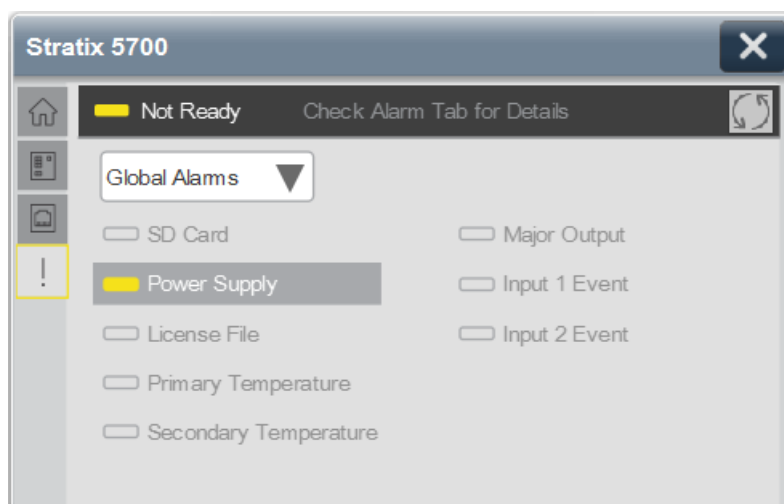 Stratix 5700
Not Ready Check Alarm Tab for Details
Global Alarms
SD Card
Power Supply
License File
Primary Temperature
Secondary Temperature
Major Output
Input 1 Event
Input 2 Event